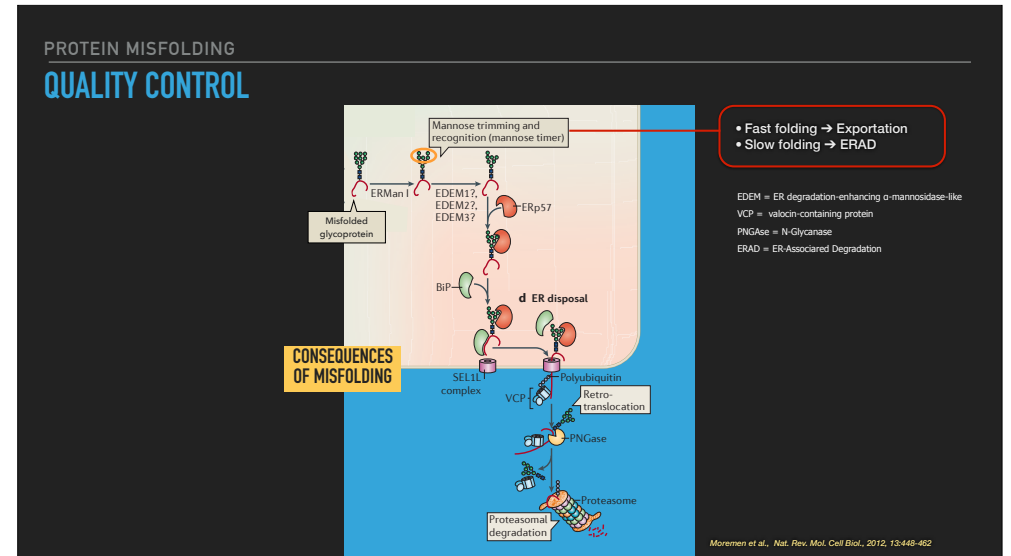 PROTEIN MISFOLDING
QUALITY CONTROL
Mannose trimming and
recognition (mannose timer)
• Fast folding ➔ Exportation
• Slow folding ➔ ERAD
ERMan I
EDEM1?,
EDEM2?,
EDEM3?
ERp57
Misfolded
glycoprotein
EDEM = ER degradation-enhancing α-mannosidase-like
VCP = valocin-containing protein
PNGAse = N-Glycanase
ERAD = ER-Associared Degradation
BiP
d ER disposal
CONSEQUENCES
OF MISFOLDING
SEL1L
complex
Polyubiquitin
VCP
Retro-
translocation
PNGase
Proteasome
Proteasomal
degradation
Moremen et al., Nat. Rev. Mol. Cell Biol., 2012, 13:448-462